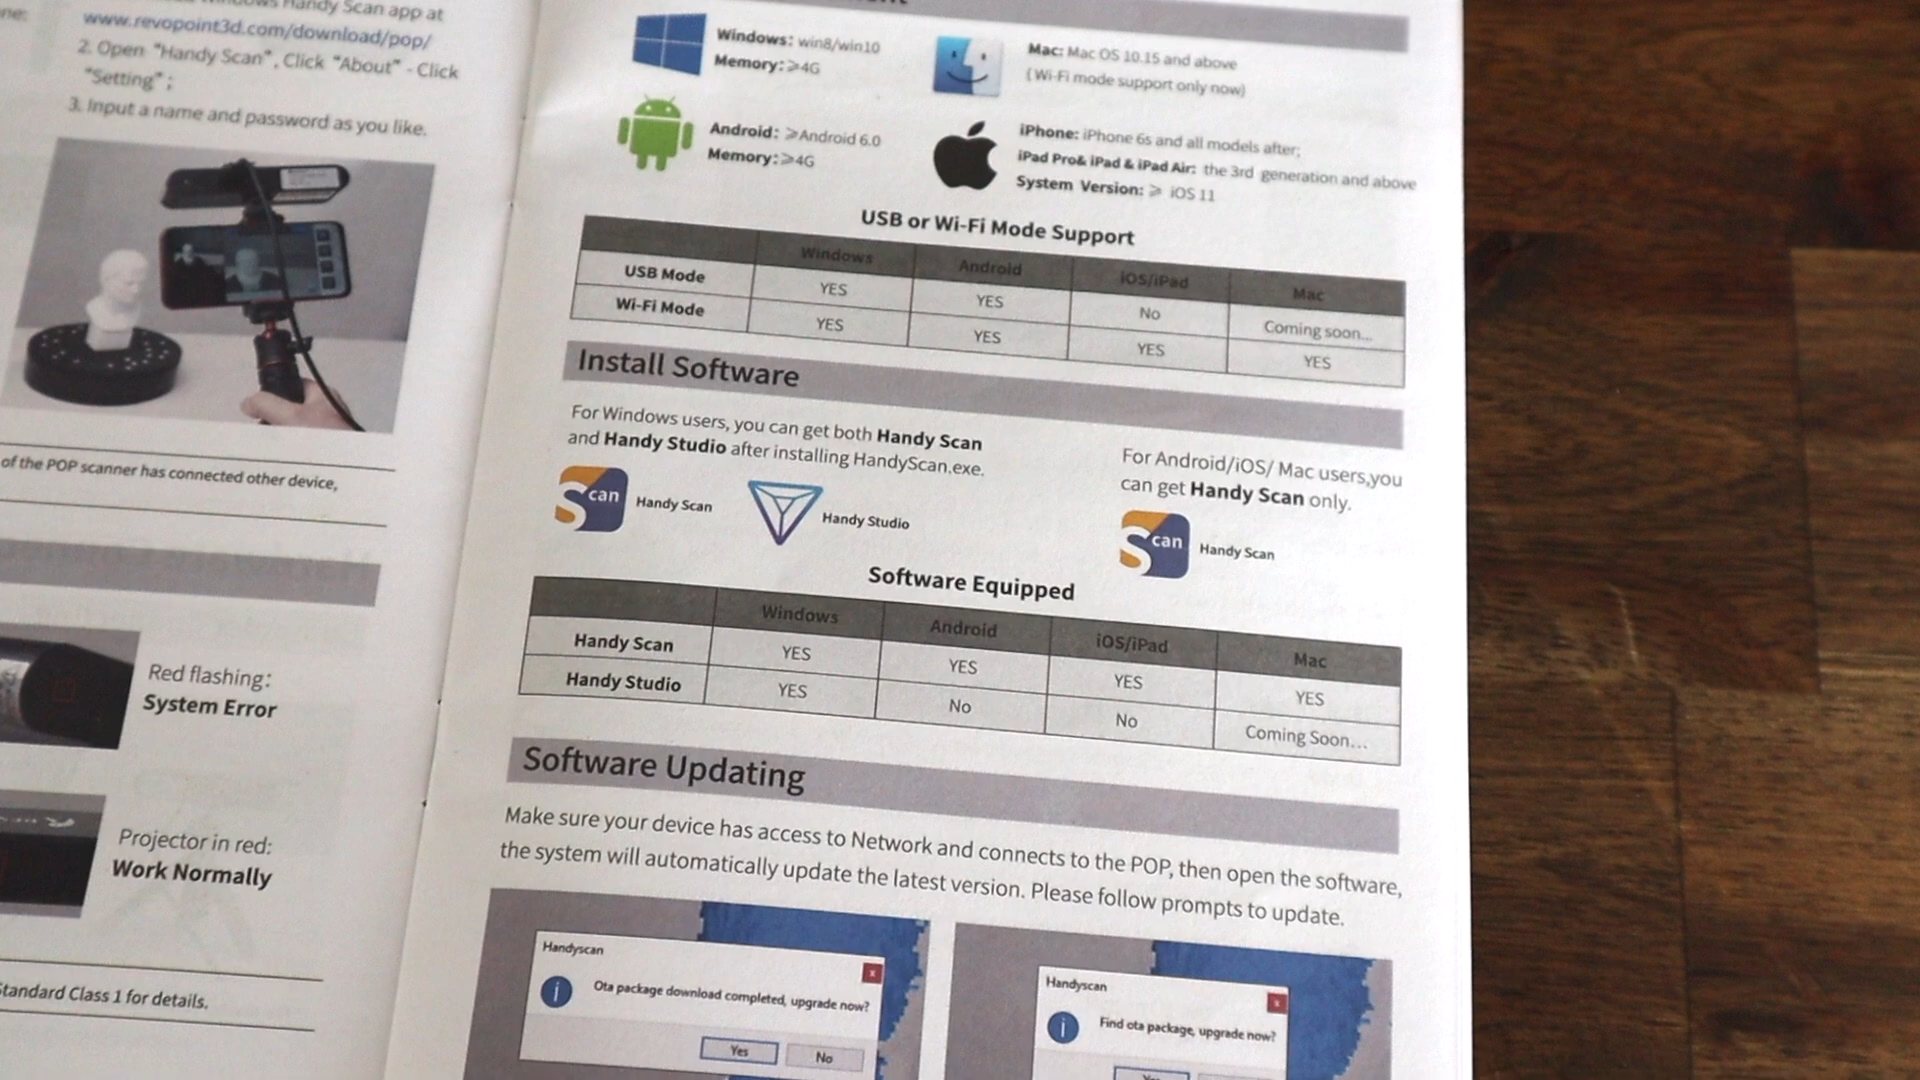 Handy Scan app at
www.revopoint3d.com/download/pop/
2. Open “Handy Scan”, Click “About” - Click
“Setting”;
3. Input a name and password as you like.
of the POP scanner has connected other device,
Red flashing:
System Error
Projector in red:
Work Normally
Standard Class 1 for details.
Windows: win8/win10
Memory: ≥4G
Mac: Mac OS 10.15 and above
(Wi-Fi mode support only now)
Android: ≥Android 6.0
Memory: ≥4G
iPhone: iPhone 6s and all models after;
iPad Pro& iPad & iPad Air: the 3rd generation and above
System Version: ≥ iOS 11
USB or Wi-Fi Mode Support
Windows Android iOS/iPad Mac
USB Mode YES YES No Coming soon...
Wi-Fi Mode YES YES YES YES
Install Software
For Windows users, you can get both Handy Scan
and Handy Studio after installing HandyScan.exe.
For Android/iOS/ Mac users,you
can get Handy Scan only.
Scan Handy Scan
Handy Studio
Scan Handy Scan
Software Equipped
Windows Android iOS/iPad Mac
Handy Scan YES YES YES YES
Handy Studio YES No No Coming Soon...
Software Updating
Make sure your device has access to Network and connects to the POP, then open the software,
the system will automatically update the latest version. Please follow prompts to update.
Handyscan
x
Ota package download completed, upgrade now?
Yes No
Handyscan
x
Find ota package, upgrade now?